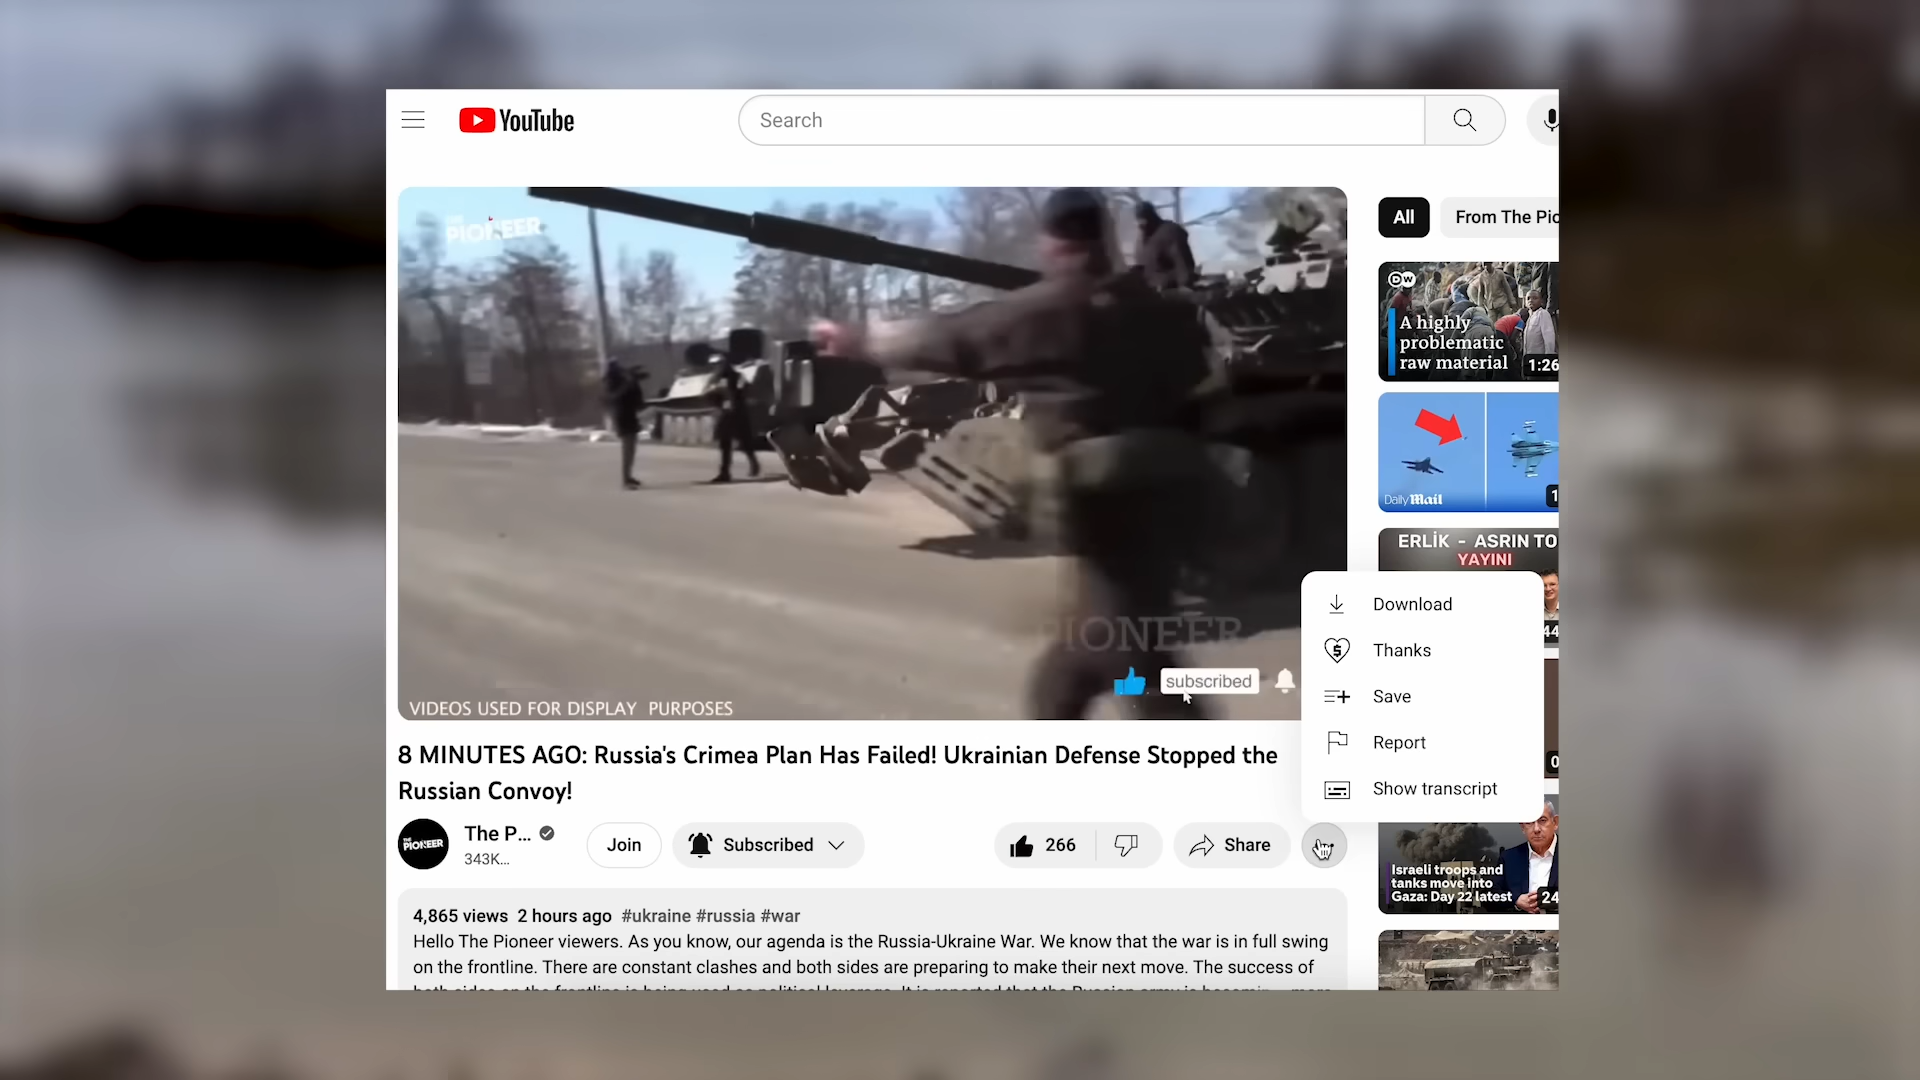 YouTube
Search
THE
PIONEER
PIONEER
subscribed
VIDEOS USED FOR DISPLAY PURPOSES
8 MINUTES AGO: Russia's Crimea Plan Has Failed! Ukrainian Defense Stopped the
Russian Convoy!
THE
PIONEER
The P...
343K...
Join
Subscribed
266
Share
4,865 views 2 hours ago #ukraine #russia #war
Hello The Pioneer viewers. As you know, our agenda is the Russia-Ukraine War. We know that the war is in full swing
on the frontline. There are constant clashes and both sides are preparing to make their next move. The success of
Download
Thanks
Save
Report
Show transcript
All
From The Pio
DW
A highly
problematic
raw material
1:26
Daily Mail
1
ERLİK - ASRIN TO
YAYINI
44
0
Israeli troops and
tanks move into
Gaza: Day 22 latest
24